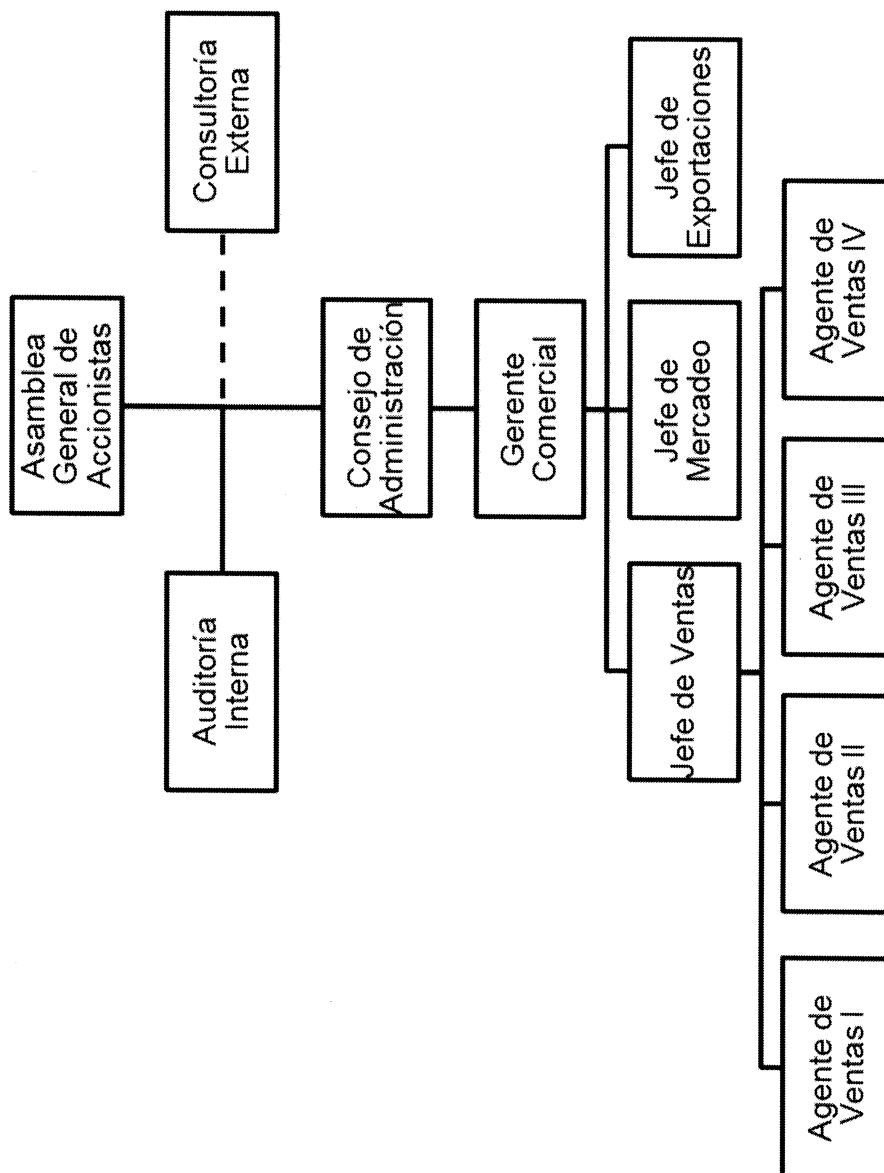 Asamblea
General de
Accionistas
Auditoría
Interna
Consultoría
Externa
Consejo de
Administración
Gerente
Comercial
Jefe de Ventas
Jefe de
Mercadeo
Jefe de
Exportaciones
Agente de
Ventas I
Agente de
Ventas II
Agente de
Ventas III
Agente de
Ventas IV